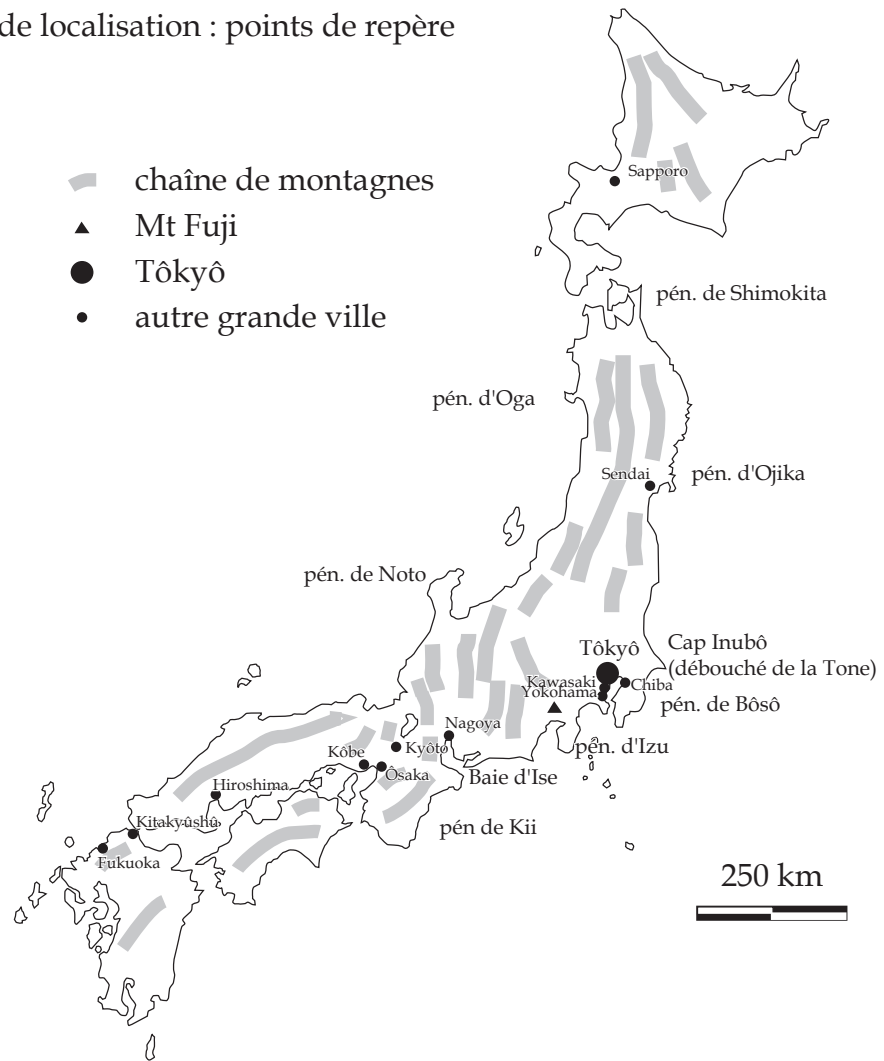 de localisation : points de repère
chaîne de montagnes
Mt Fuji
Tôkyô
autre grande ville
Sapporo
pén. de Shimokita
pén. d'Oga
Sendai
pén. d'Ojika
pén. de Noto
Tôkyô
Cap Inubô
(débouché de la Tone)
Kawasaki
Chiba
Yokohama
pén. de Bôsô
Nagoya
pén. d'Izu
Kyôto
Kôbe
Ôsaka
Baie d'Ise
Hiroshima
Kitakyûshû
pén de Kii
Fukuoka
250 km